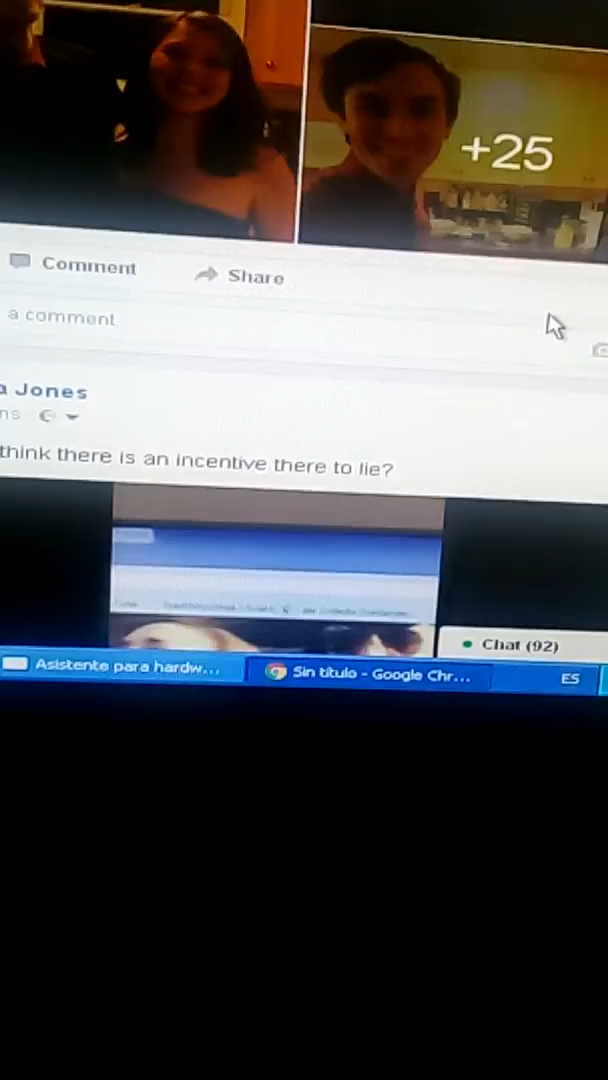 +25
Comment Share
a comment
a Jones
ns
think there is an incentive there to lie?
Chat (92)
Asistente para hardw... Sin título - Google Chr... ES